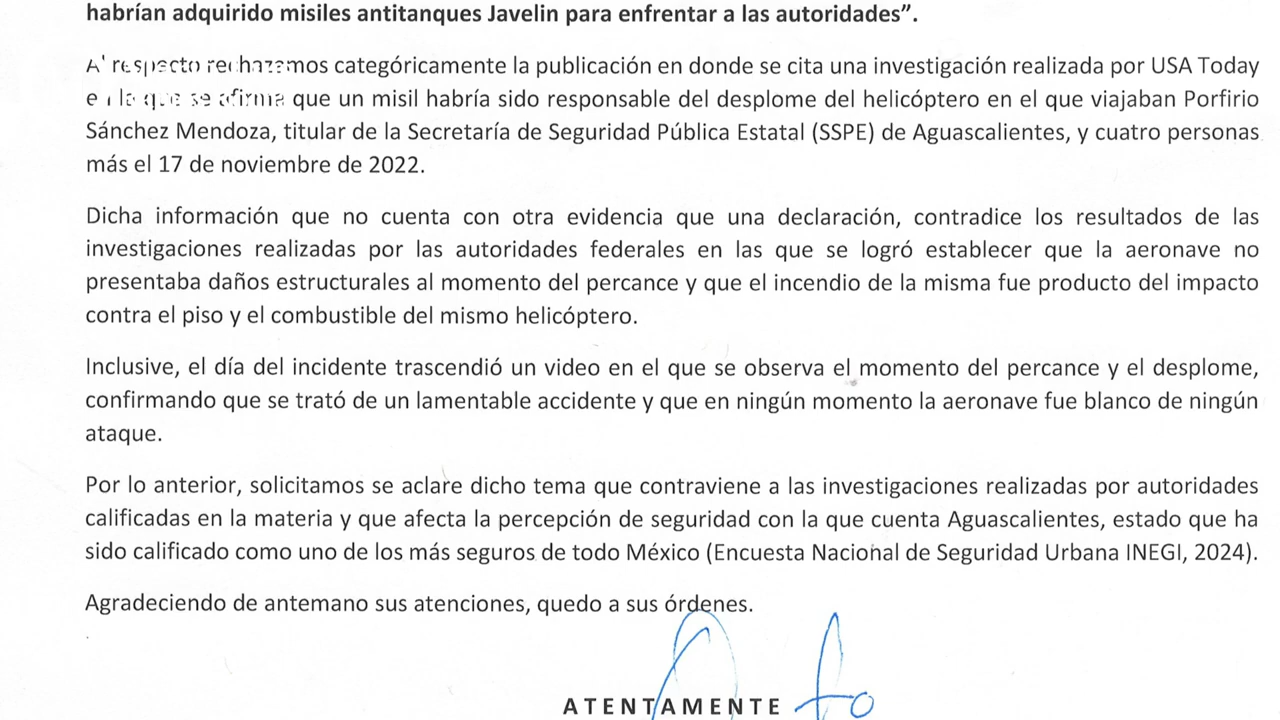 habrían adquirido misiles antitanques Javelin para enfrentar a las autoridades”.
Al respecto rechazamos categóricamente la publicación en donde se cita una investigación realizada por USA Today
en la que se afirma que un misil habría sido responsable del desplome del helicóptero en el que viajaban Porfirio
Sánchez Mendoza, titular de la Secretaría de Seguridad Pública Estatal (SSPE) de Aguascalientes, y cuatro personas
más el 17 de noviembre de 2022.
Dicha información que no cuenta con otra evidencia que una declaración, contradice los resultados de las
investigaciones realizadas por las autoridades federales en las que se logró establecer que la aeronave no
presentaba daños estructurales al momento del percance y que el incendio de la misma fue producto del impacto
contra el piso y el combustible del mismo helicóptero.
Inclusive, el día del incidente trascendió un video en el que se observa el momento del percance y el desplome,
confirmando que se trató de un lamentable accidente y que en ningún momento la aeronave fue blanco de ningún
ataque.
Por lo anterior, solicitamos se aclare dicho tema que contraviene a las investigaciones realizadas por autoridades
calificadas en la materia y que afecta la percepción de seguridad con la que cuenta Aguascalientes, estado que ha
sido calificado como uno de los más seguros de todo México (Encuesta Nacional de Seguridad Urbana INEGI, 2024).
Agradeciendo de antemano sus atenciones, quedo a sus órdenes.
ATENTAMENTE